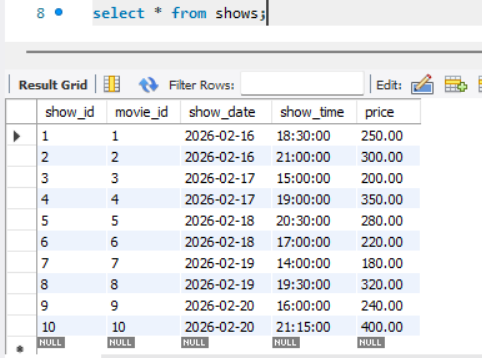 8 select * from shows;
Result Grid Filter Rows: Edit:
show_id movie_id show_date show_time price
1 1 2026-02-16 18:30:00 250.00
2 2 2026-02-16 21:00:00 300.00
3 3 2026-02-17 15:00:00 200.00
4 4 2026-02-17 19:00:00 350.00
5 5 2026-02-18 20:30:00 280.00
6 6 2026-02-18 17:00:00 220.00
7 7 2026-02-19 14:00:00 180.00
8 8 2026-02-19 19:30:00 320.00
9 9 2026-02-20 16:00:00 240.00
10 10 2026-02-20 21:15:00 400.00
NULL NULL NULL NULL NULL